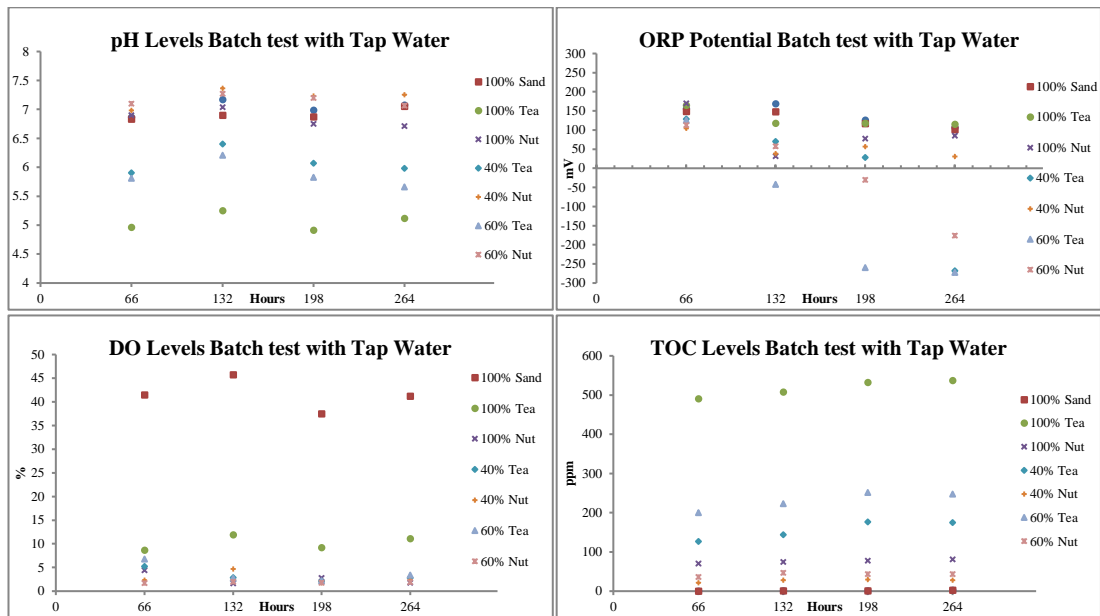 pH Levels Batch test with Tap Water
8
7.5
7
6.5
6
5.5
5
4.5
4
0
66
132
Hours
198
264
100% Sand
100% Tea
100% Nut
40% Tea
40% Nut
60% Tea
60% Nut
ORP Potential Batch test with Tap Water
300
250
200
150
100
50
0
-50
-100
-150
-200
-250
-300
mV
0
66
132
Hours
198
264
100% Sand
100% Tea
100% Nut
40% Tea
40% Nut
60% Tea
60% Nut
DO Levels Batch test with Tap Water
50
45
40
35
30
25
20
15
10
5
0
%
0
66
132
Hours
198
264
100% Sand
100% Tea
100% Nut
40% Tea
40% Nut
60% Tea
60% Nut
TOC Levels Batch test with Tap Water
600
500
400
300
200
100
0
ppm
0
66
132
Hours
198
264
100% Sand
100% Tea
100% Nut
40% Tea
40% Nut
60% Tea
60% Nut